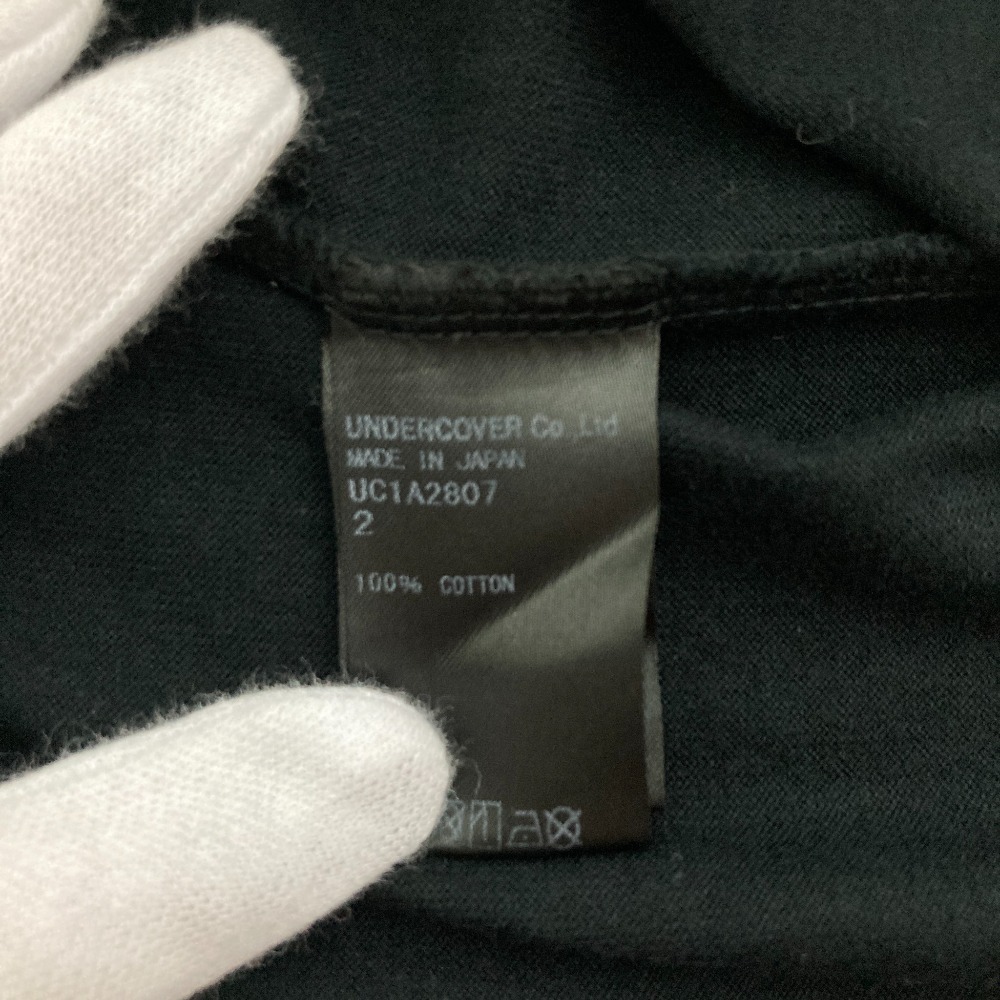 UNDERCOVER Co.,Ltd
MADE IN JAPAN
UC1A2807
2
100% COTTON